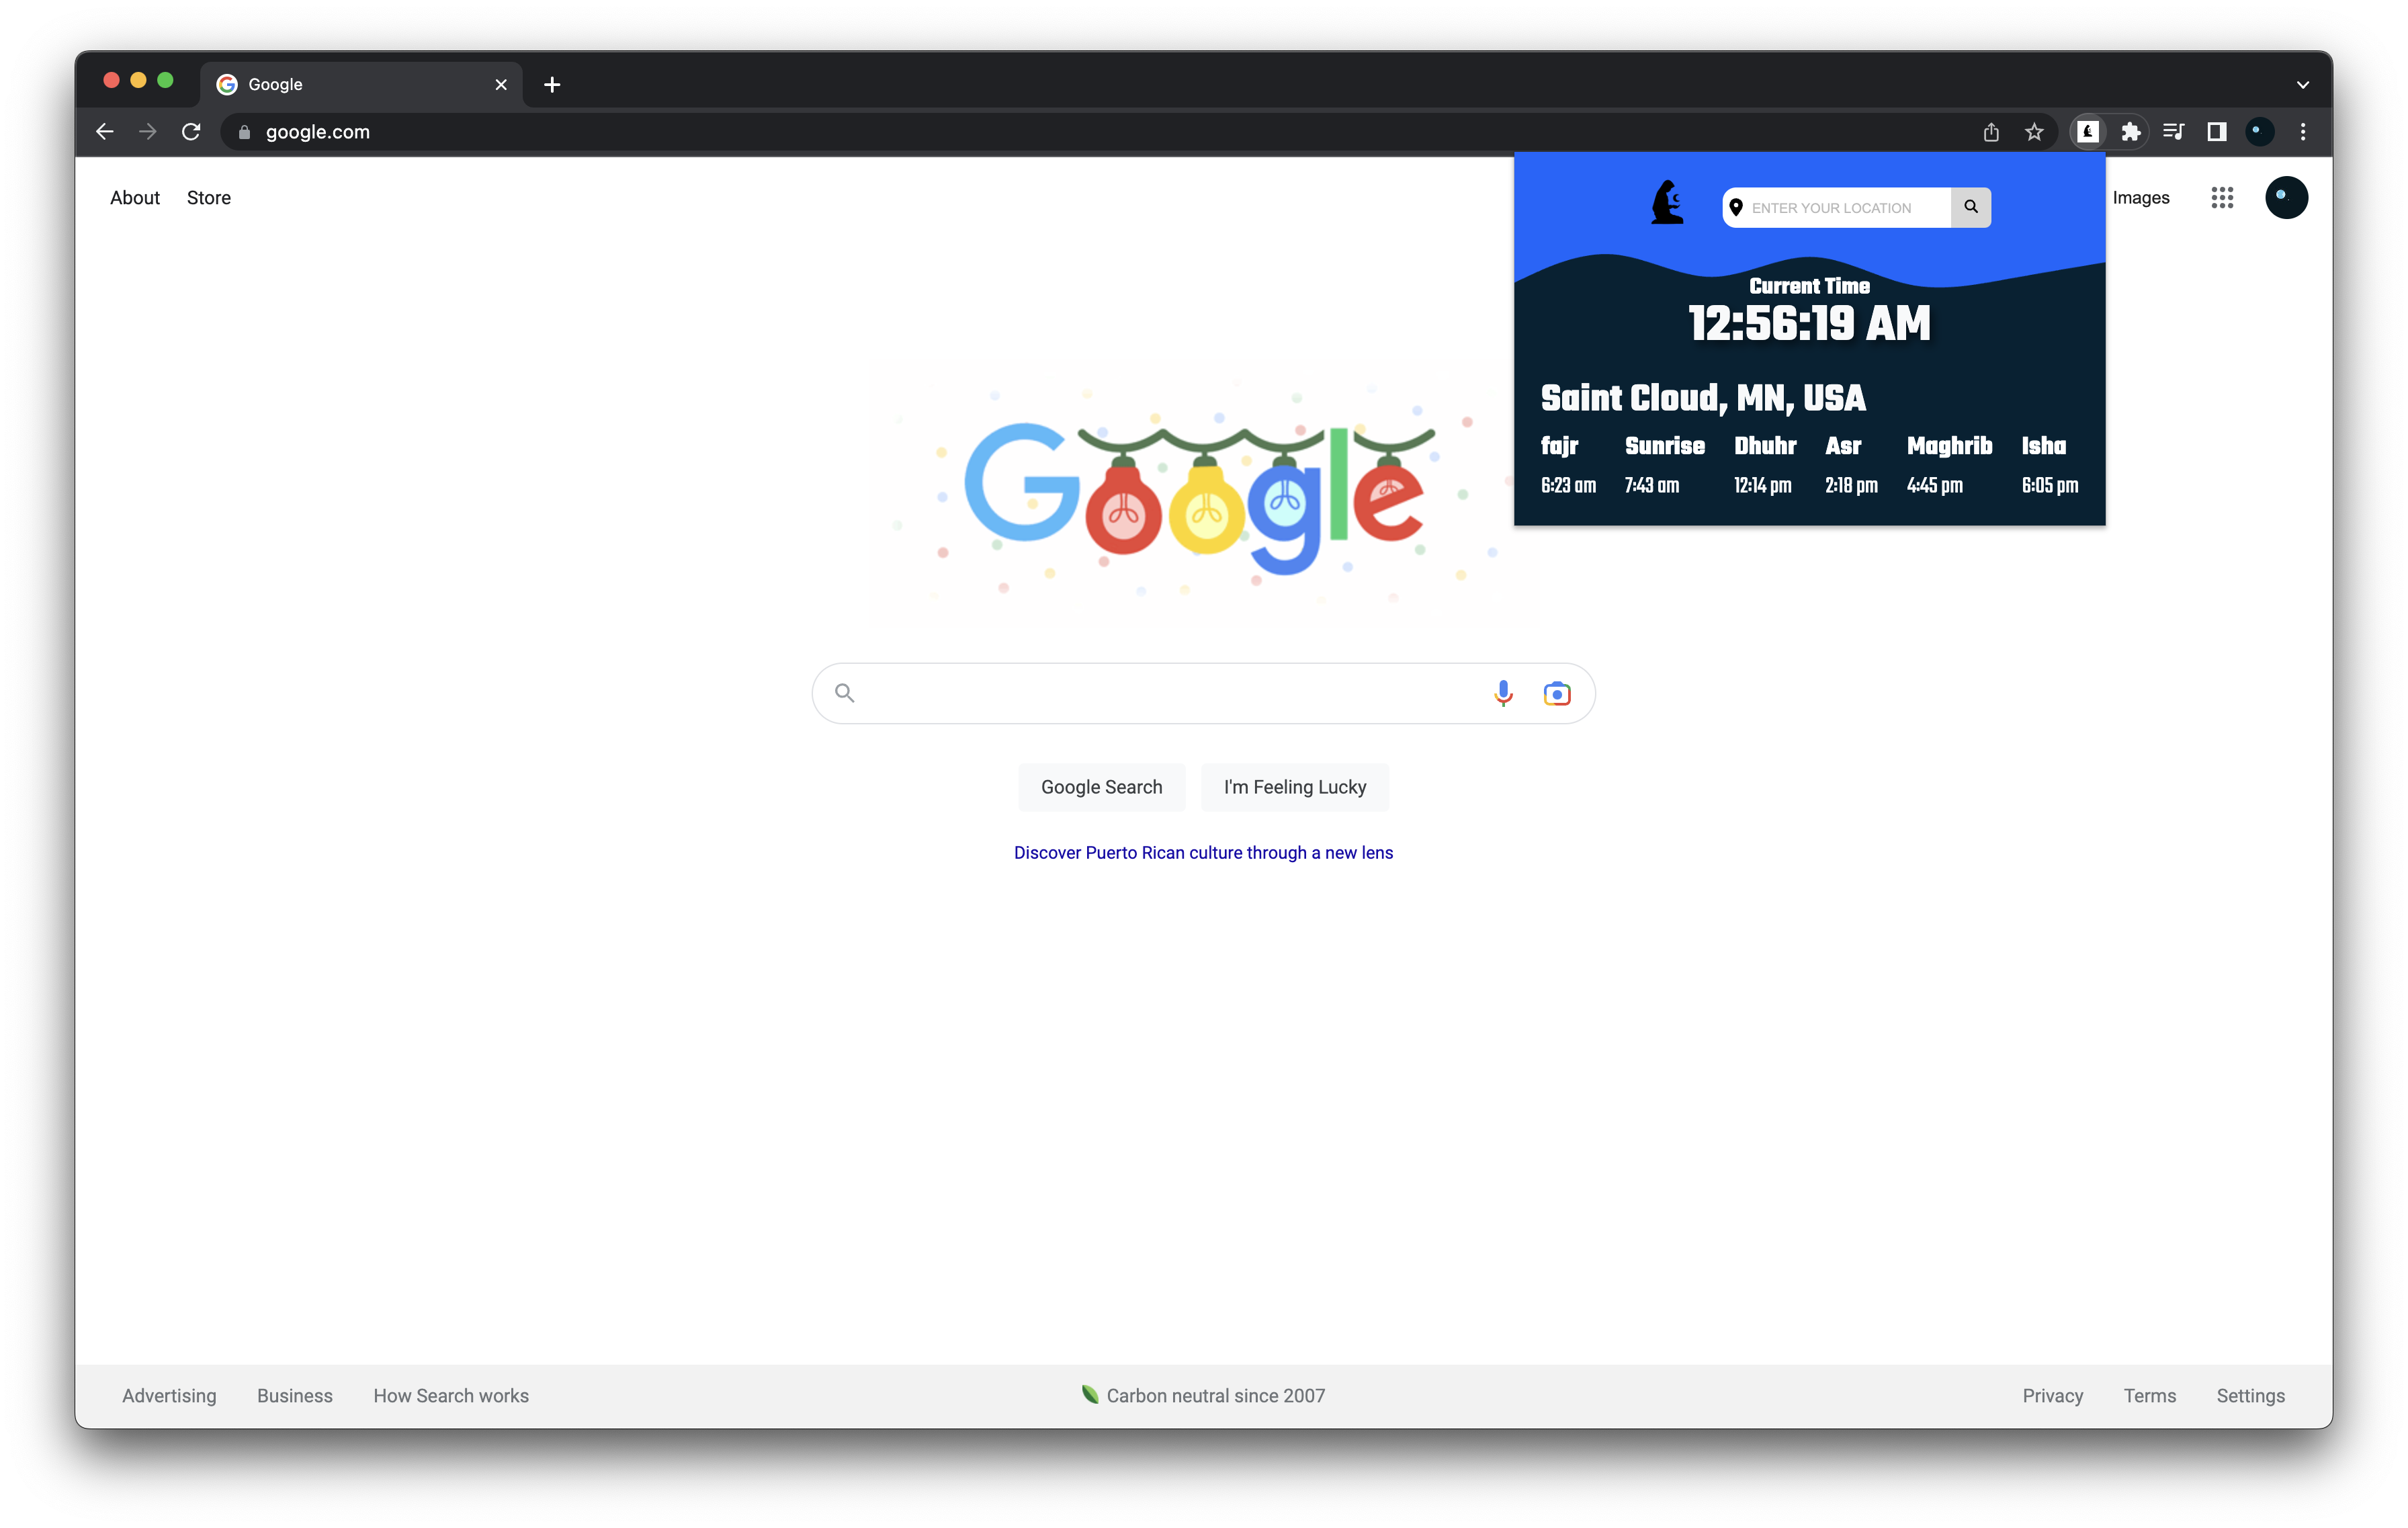 Google
google.com
About Store
Images
ENTER YOUR LOCATION
Current Time
12:56:19 AM
Saint Cloud, MN, USA
fajr Sunrise Dhuhr Asr Maghrib Isha
6:23 am 7:43 am 12:14 pm 2:18 pm 4:45 pm 6:05 pm
Google
Google Search I'm Feeling Lucky
Discover Puerto Rican culture through a new lens
Advertising Business How Search works Carbon neutral since 2007 Privacy Terms Settings